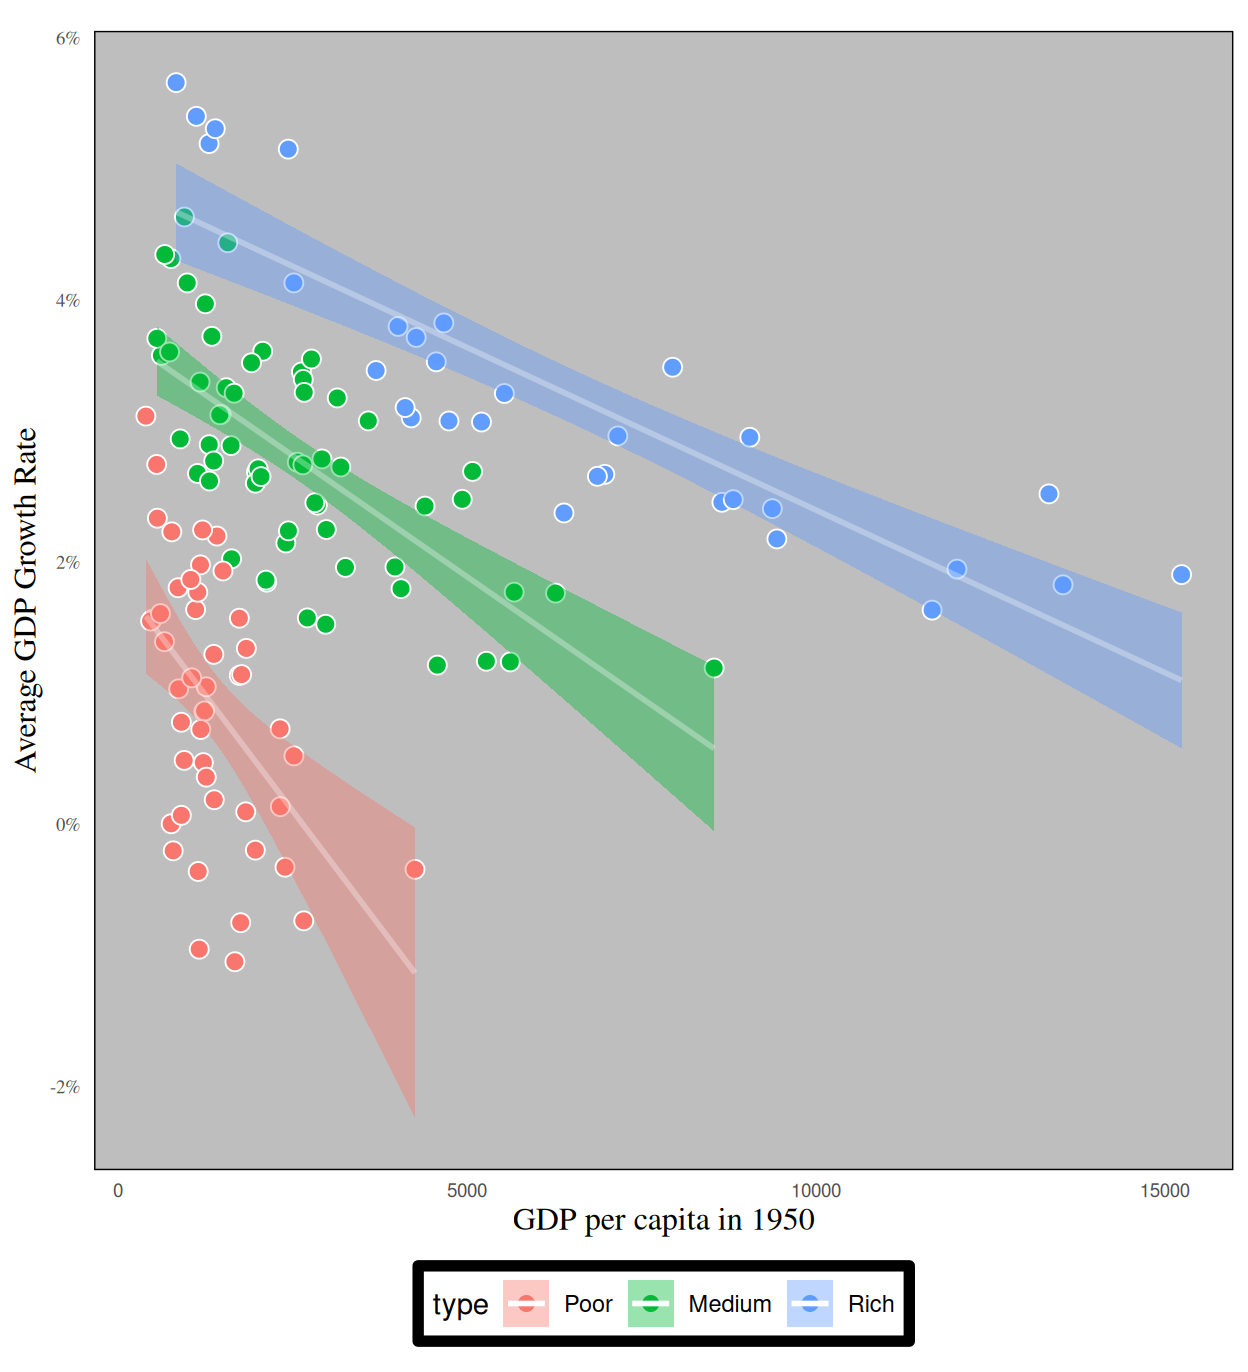 6%
4%
2%
0%
-2%
Average GDP Growth Rate
0 5000 10000 15000
GDP per capita in 1950
type Poor Medium Rich